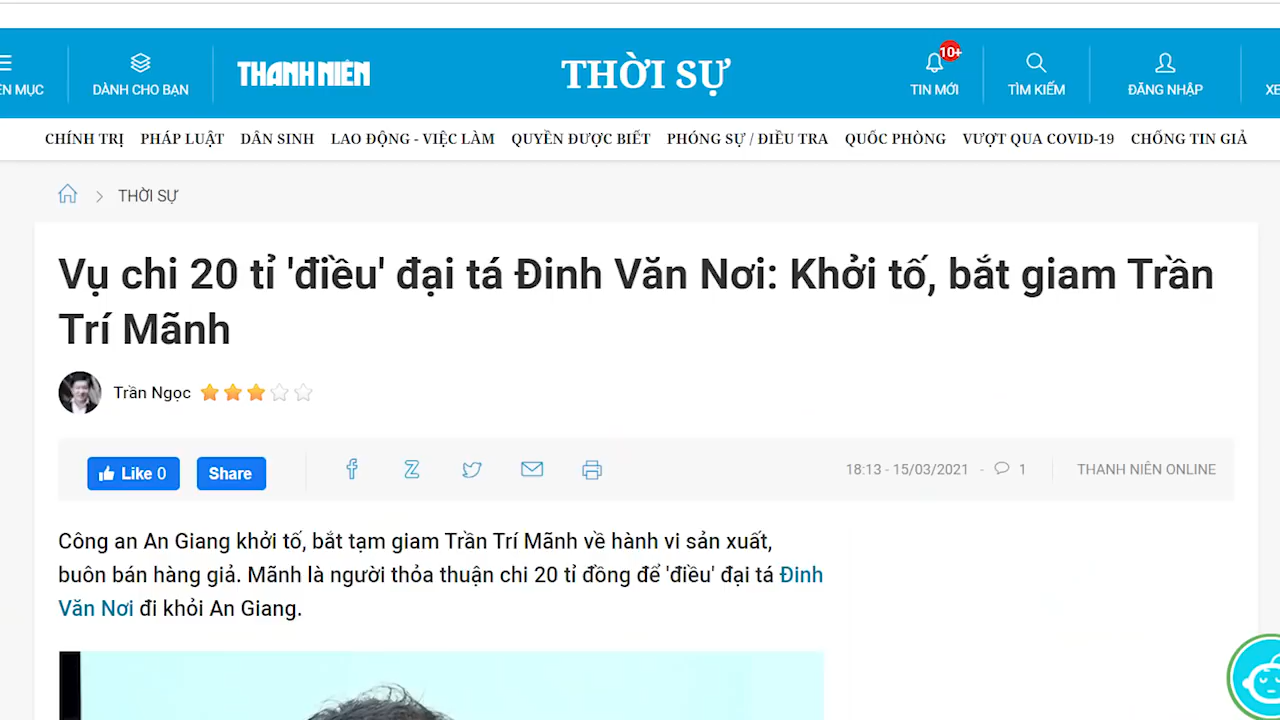 ÊN MỤC
DÀNH CHO BẠN
THANH NIÊN
THỜI SỰ
10+
TIN MỚI
TÌM KIẾM
ĐĂNG NHẬP
XE
CHÍNH TRỊ PHÁP LUẬT DÂN SINH LAO ĐỘNG - VIỆC LÀM QUYỀN ĐƯỢC BIẾT PHÓNG SỰ / ĐIỀU TRA QUỐC PHÒNG VƯỢT QUA COVID-19 CHỐNG TIN GIẢ
THỜI SỰ
Vụ chi 20 tỉ 'điều' đại tá Đinh Văn Nơi: Khởi tố, bắt giam Trần
Trí Mãnh
Trần Ngọc
Like 0
Share
18:13 - 15/03/2021 - 1
THANH NIÊN ONLINE
Công an An Giang khởi tố, bắt tạm giam Trần Trí Mãnh về hành vi sản xuất,
buôn bán hàng giả. Mãnh là người thỏa thuận chi 20 tỉ đồng để 'điều' đại tá Đinh
Văn Nơi đi khỏi An Giang.